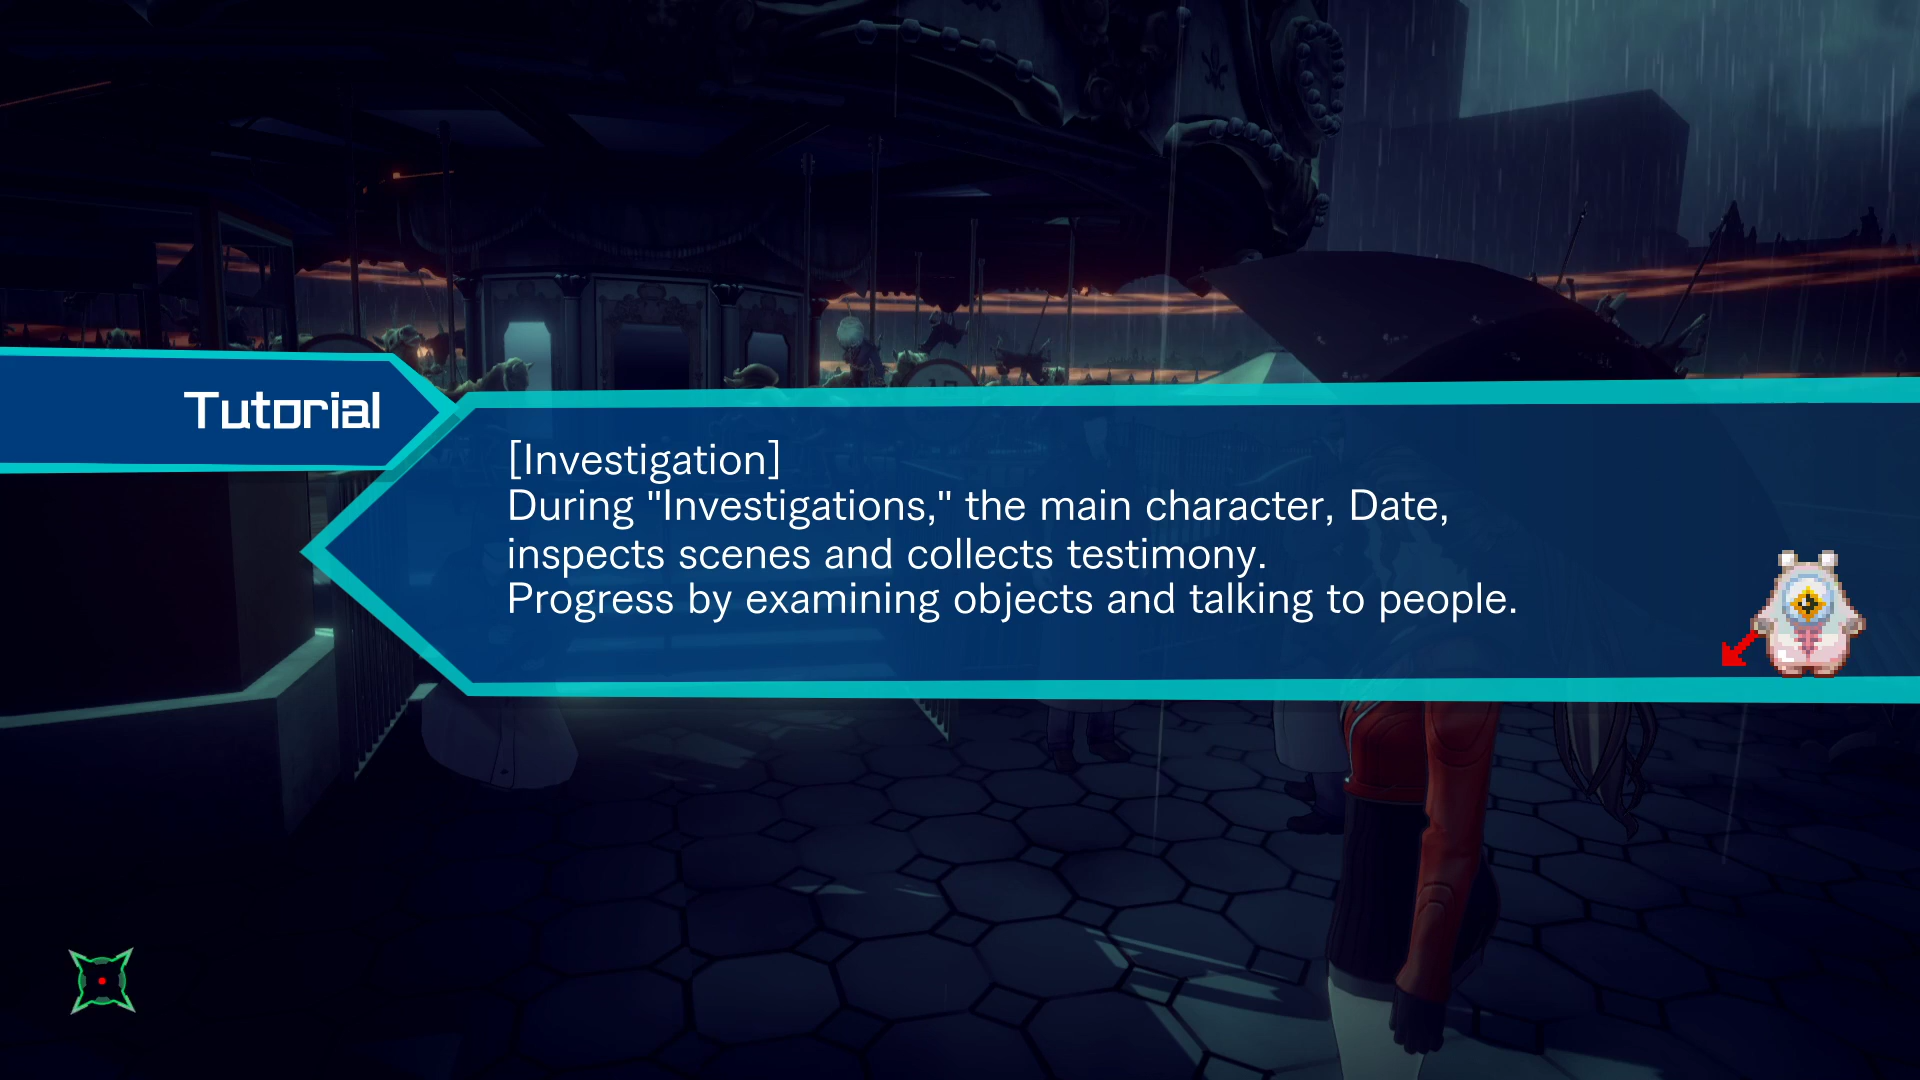 Tutorial
[Investigation]
During "Investigations," the main character, Date,
inspects scenes and collects testimony.
Progress by examining objects and talking to people.